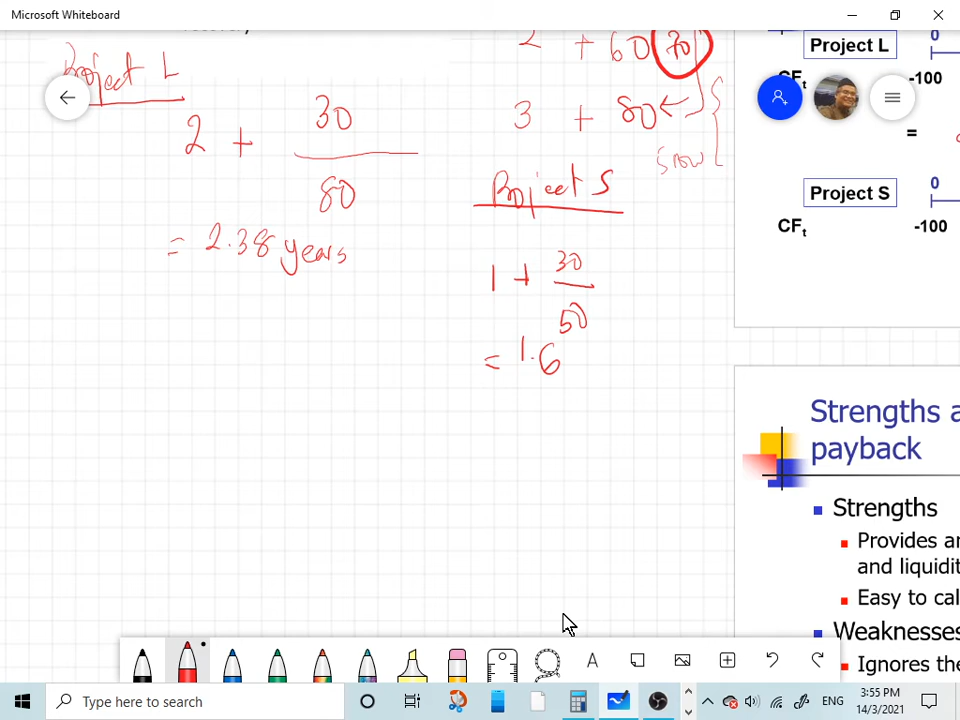 Microsoft Whiteboard
Project L
2 + 30
80
= 2.38 years
2 + 60 70
3 + 80
Project S
1 + 30
50
= 1.6
Project L
0
CFt
-100
=
Project S
0
CFt
-100
Strengths a
payback
Strengths
Provides an
and liquidit
Easy to cal
Weaknesses
Ignores the
A
Type here to search
ENG
3:55 PM
14/3/2021